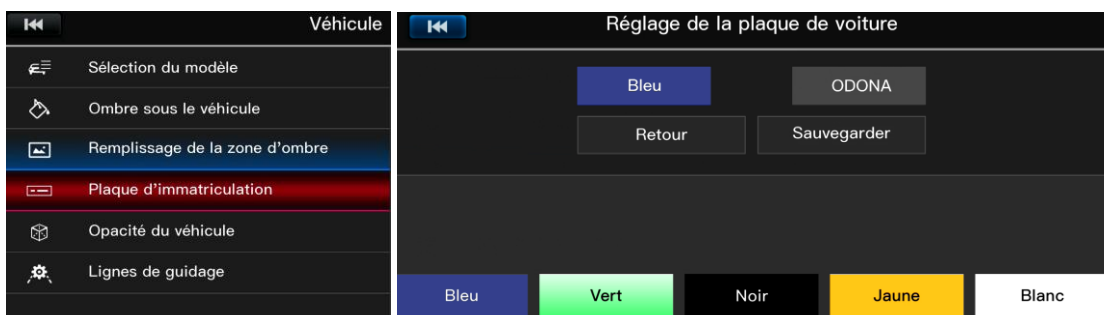 Véhicule
Sélection du modèle
Ombre sous le véhicule
Remplissage de la zone d'ombre
Plaque d'immatriculation
Opacité du véhicule
Lignes de guidage
Réglage de la plaque de voiture
Bleu ODONA
Retour Sauvegarder
Bleu Vert Noir Jaune Blanc